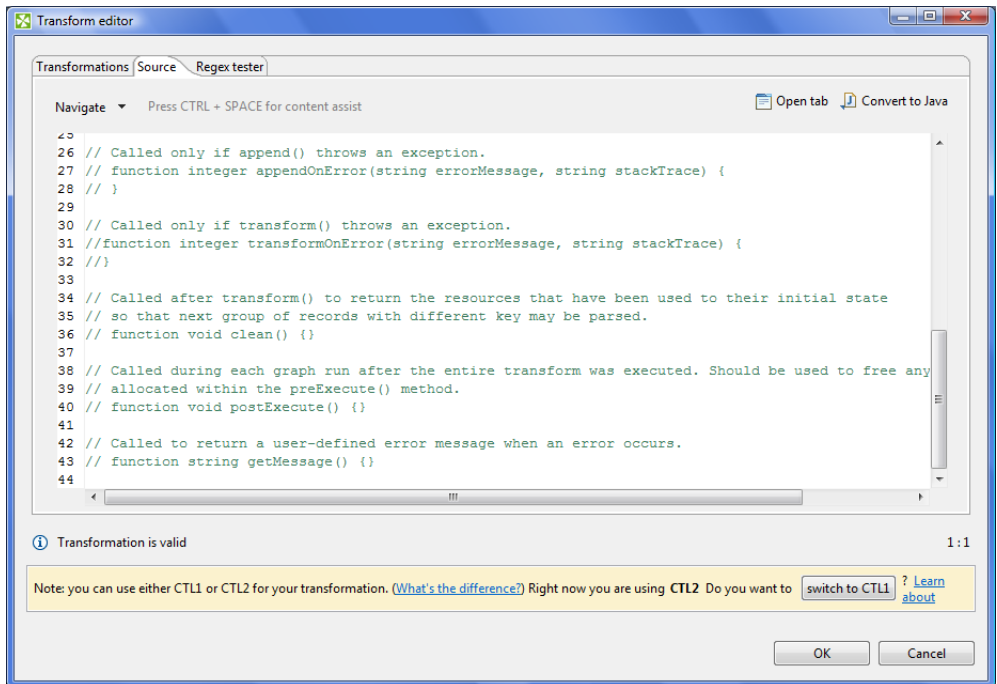 Transform editor
Transformations Source Regex tester
Navigate Press CTRL + SPACE for content assist Open tab Convert to Java
25
26 // Called only if append() throws an exception.
27 // function integer appendOnError(string errorMessage, string stackTrace) {
28 // }
29
30 // Called only if transform() throws an exception.
31 //function integer transformOnError(string errorMessage, string stackTrace) {
32 //}
33
34 // Called after transform() to return the resources that have been used to their initial state
35 // so that next group of records with different key may be parsed.
36 // function void clean() {}
37
38 // Called during each graph run after the entire transform was executed. Should be used to free any
39 // allocated within the preExecute() method.
40 // function void postExecute() {}
41
42 // Called to return a user-defined error message when an error occurs.
43 // function string getMessage() {}
44
Transformation is valid 1 : 1
Note: you can use either CTL1 or CTL2 for your transformation. (What's the difference?) Right now you are using CTL2 Do you want to switch to CTL1 ? Learn
about
OK Cancel